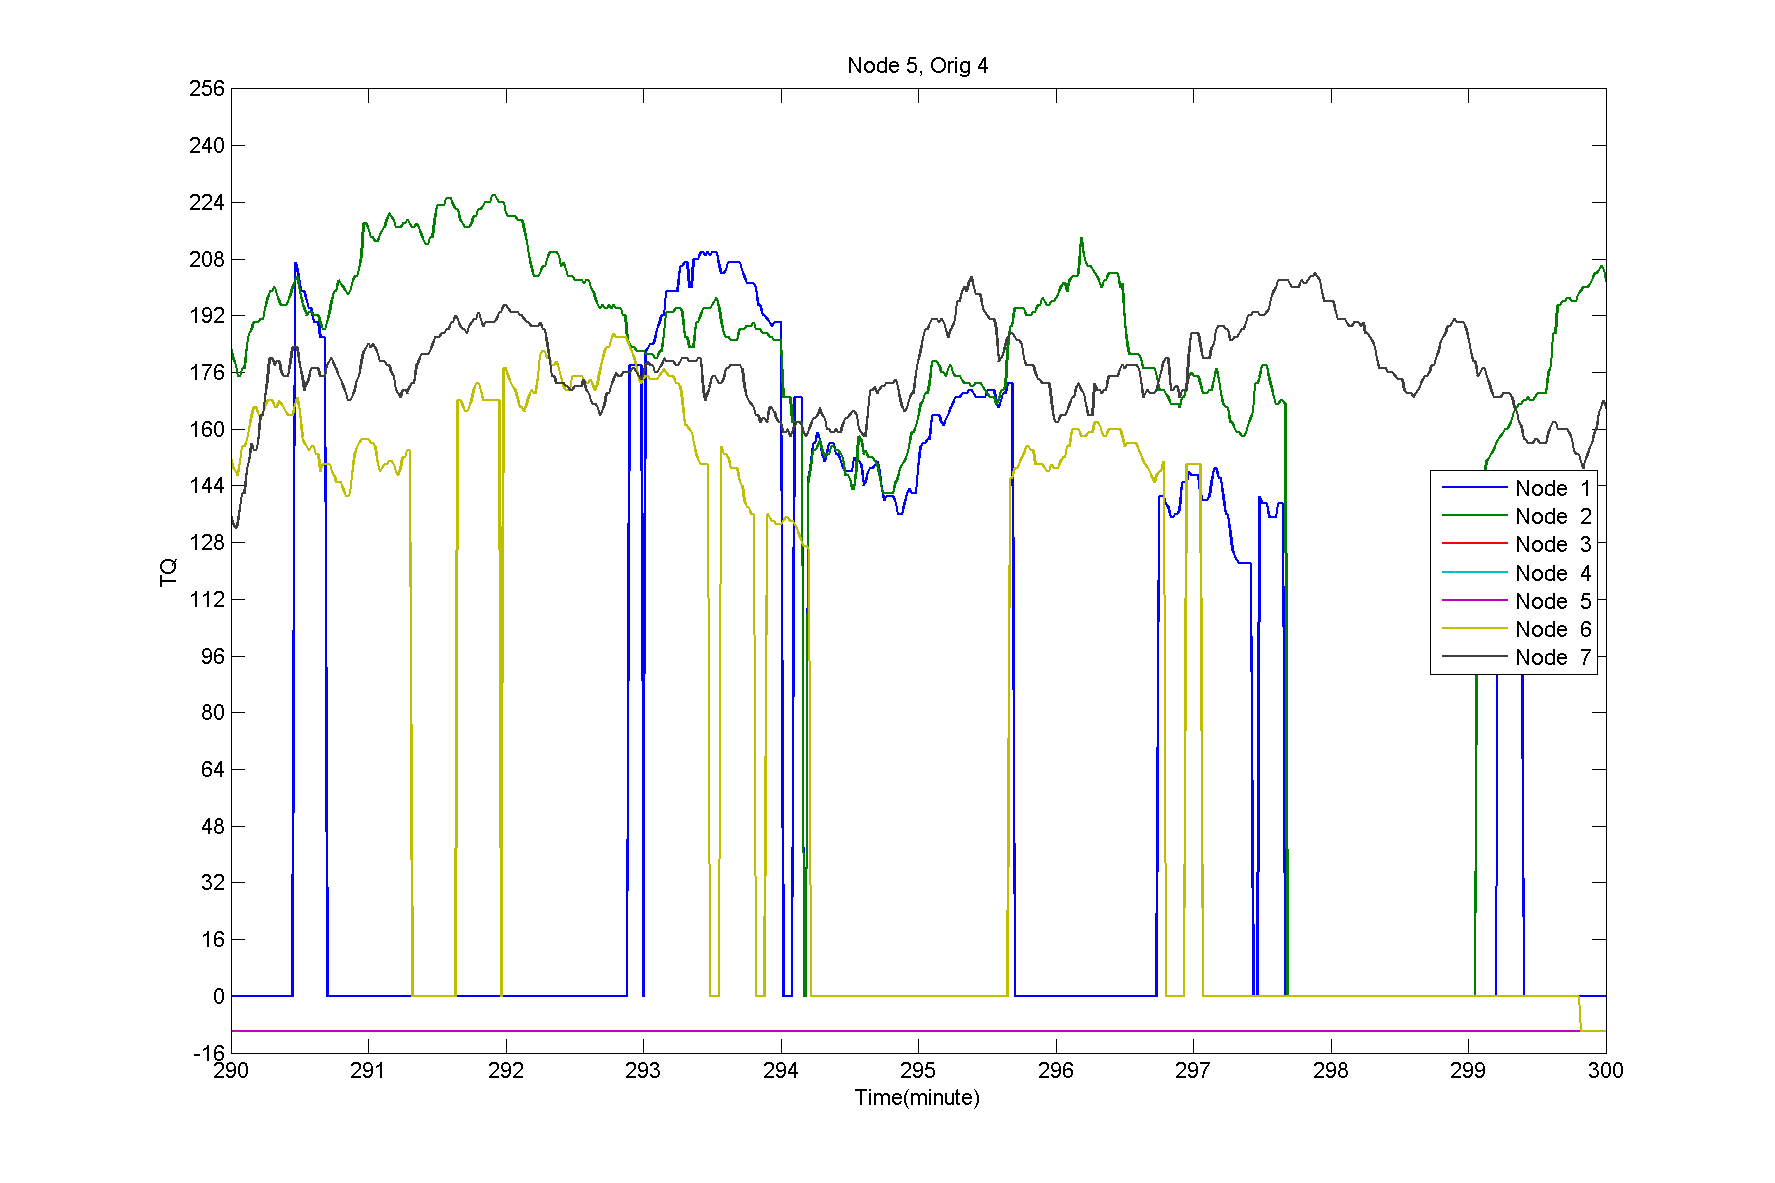 Node 5, Orig 4
256
240
224
208
192
176
160
144
128
112
96
80
64
48
32
16
0
-16
TQ
Node 1
Node 2
Node 3
Node 4
Node 5
Node 6
Node 7
290 291 292 293 294 295 296 297 298 299 300
Time(minute)